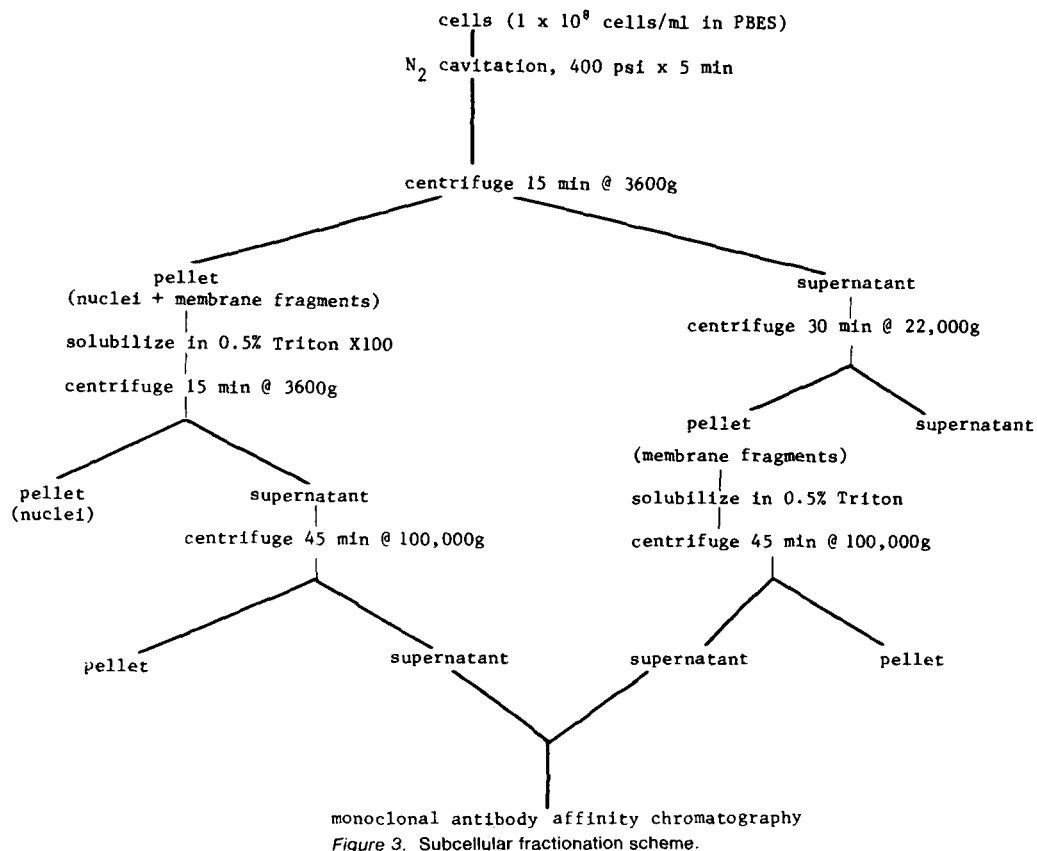 cells (1 x 10⁸ cells/ml in PBES)
N₂ cavitation, 400 psi x 5 min
centrifuge 15 min @ 3600g
pellet
(nuclei + membrane fragments)
solubilize in 0.5% Triton X100
centrifuge 15 min @ 3600g
pellet
(nuclei)
supernatant
centrifuge 45 min @ 100,000g
pellet
supernatant
supernatant
centrifuge 30 min @ 22,000g
pellet
(membrane fragments)
supernatant
solubilize in 0.5% Triton
centrifuge 45 min @ 100,000g
supernatant
pellet
monoclonal antibody affinity chromatography
Figure 3. Subcellular fractionation scheme.